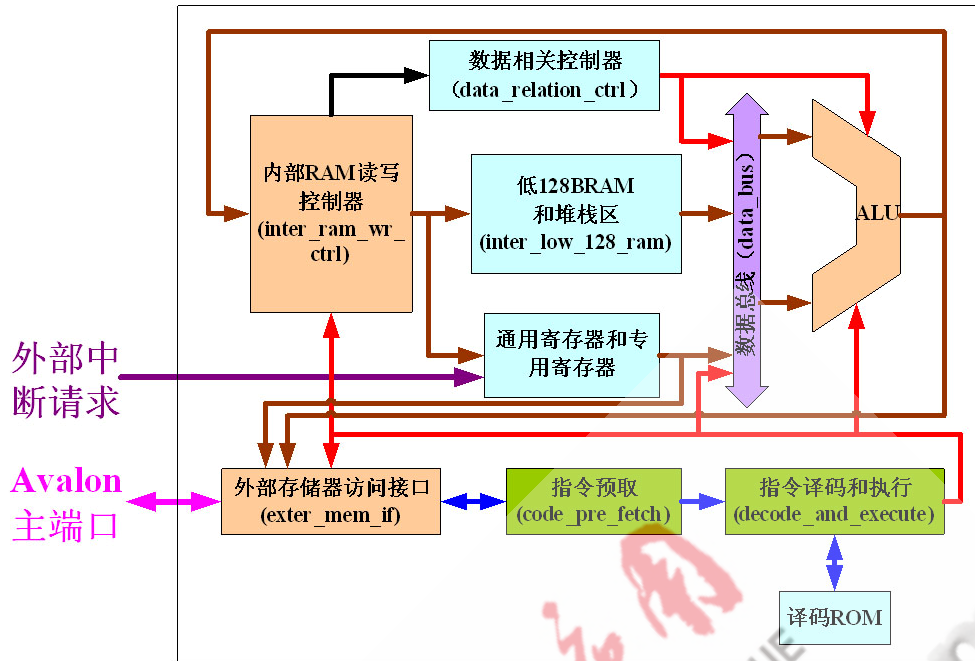 数据相关控制器
（data_relation_ctrl）
内部RAM读写
控制器
(inter_ram_wr_
ctrl)
低128BRAM
和堆栈区
(inter_low_128_ram)
数据总线（data_bus）
ALU
通用寄存器和专
用寄存器
外部中
断请求
Avalon
主端口
外部存储器访问接口
(exter_mem_if)
指令预取
(code_pre_fetch)
指令译码和执行
(decode_and_execute)
译码ROM